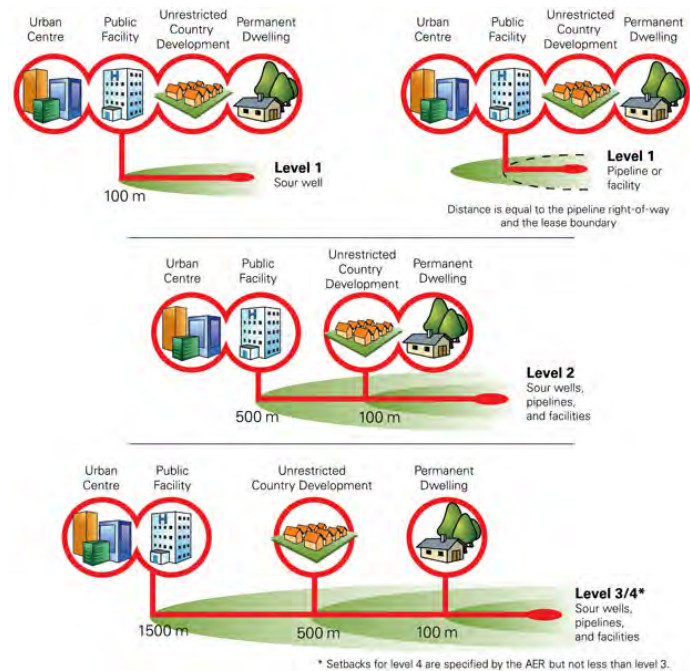 Urban
Centre
Public
Facility
Unrestricted
Country
Development
Permanent
Dwelling
H
Level 1
Sour well
100 m
Urban
Centre
Public
Facility
Unrestricted
Country
Development
Permanent
Dwelling
H
Level 1
Pipeline or
facility
Distance is equal to the pipeline right-of-way
and the lease boundary
Urban
Centre
Public
Facility
Unrestricted
Country
Development
Permanent
Dwelling
H
Level 2
Sour wells,
pipelines,
and facilities
500 m
100 m
Urban
Centre
Public
Facility
Unrestricted
Country Development
Permanent
Dwelling
H
Level 3/4*
Sour wells,
pipelines,
and facilities
1500 m
500 m
100 m
* Setbacks for level 4 are specified by the AER but not less than level 3.